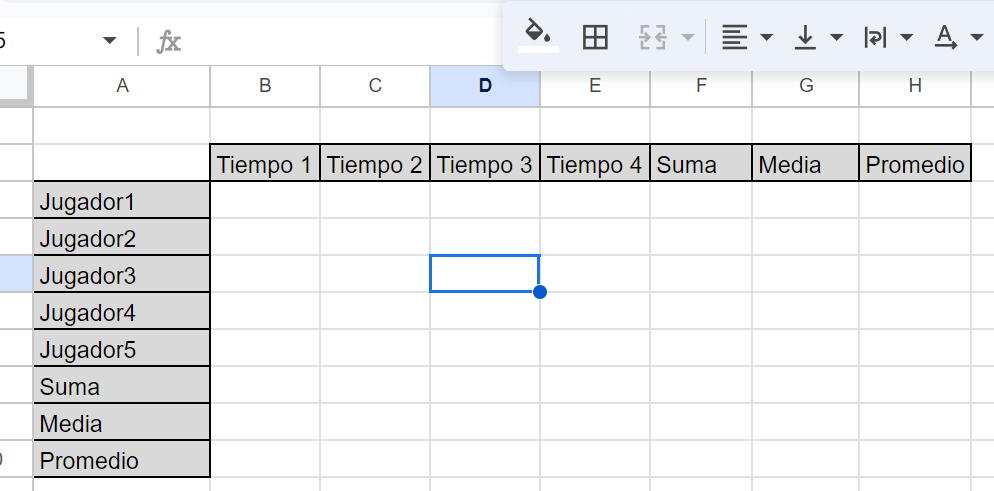 5
fx
A B C D E F G H
Tiempo 1 Tiempo 2 Tiempo 3 Tiempo 4 Suma Media Promedio
Jugador1
Jugador2
Jugador3
Jugador4
Jugador5
Suma
Media
Promedio